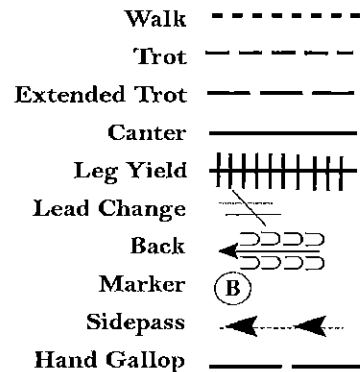 Walk
Trot
Extended Trot
Canter
Leg Yield
Lead Change
Back
Marker B
Sidepass
Hand Gallop